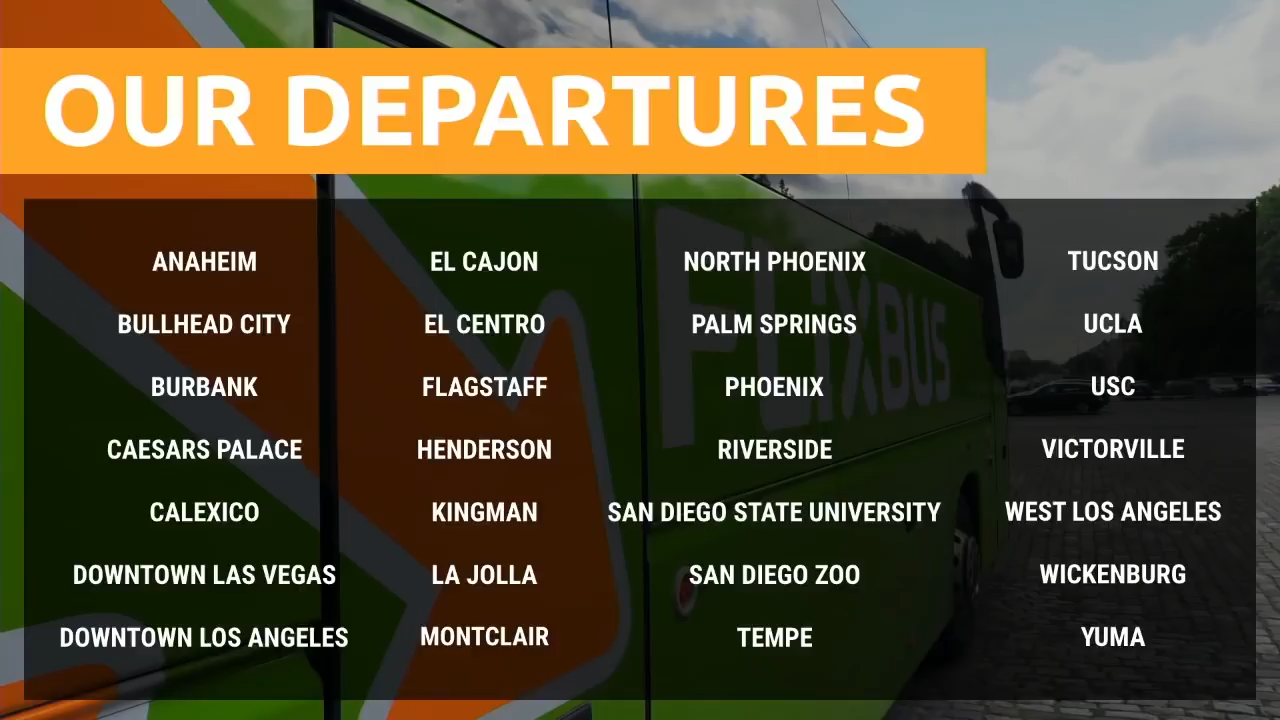 OUR DEPARTURES
ANAHEIM
BULLHEAD CITY
BURBANK
CAESARS PALACE
CALEXICO
DOWNTOWN LAS VEGAS
DOWNTOWN LOS ANGELES
EL CAJON
EL CENTRO
FLAGSTAFF
HENDERSON
KINGMAN
LA JOLLA
MONTCLAIR
NORTH PHOENIX
PALM SPRINGS
PHOENIX
RIVERSIDE
SAN DIEGO STATE UNIVERSITY
SAN DIEGO ZOO
TEMPE
TUCSON
UCLA
USC
VICTORVILLE
WEST LOS ANGELES
WICKENBURG
YUMA
FLiXBUS